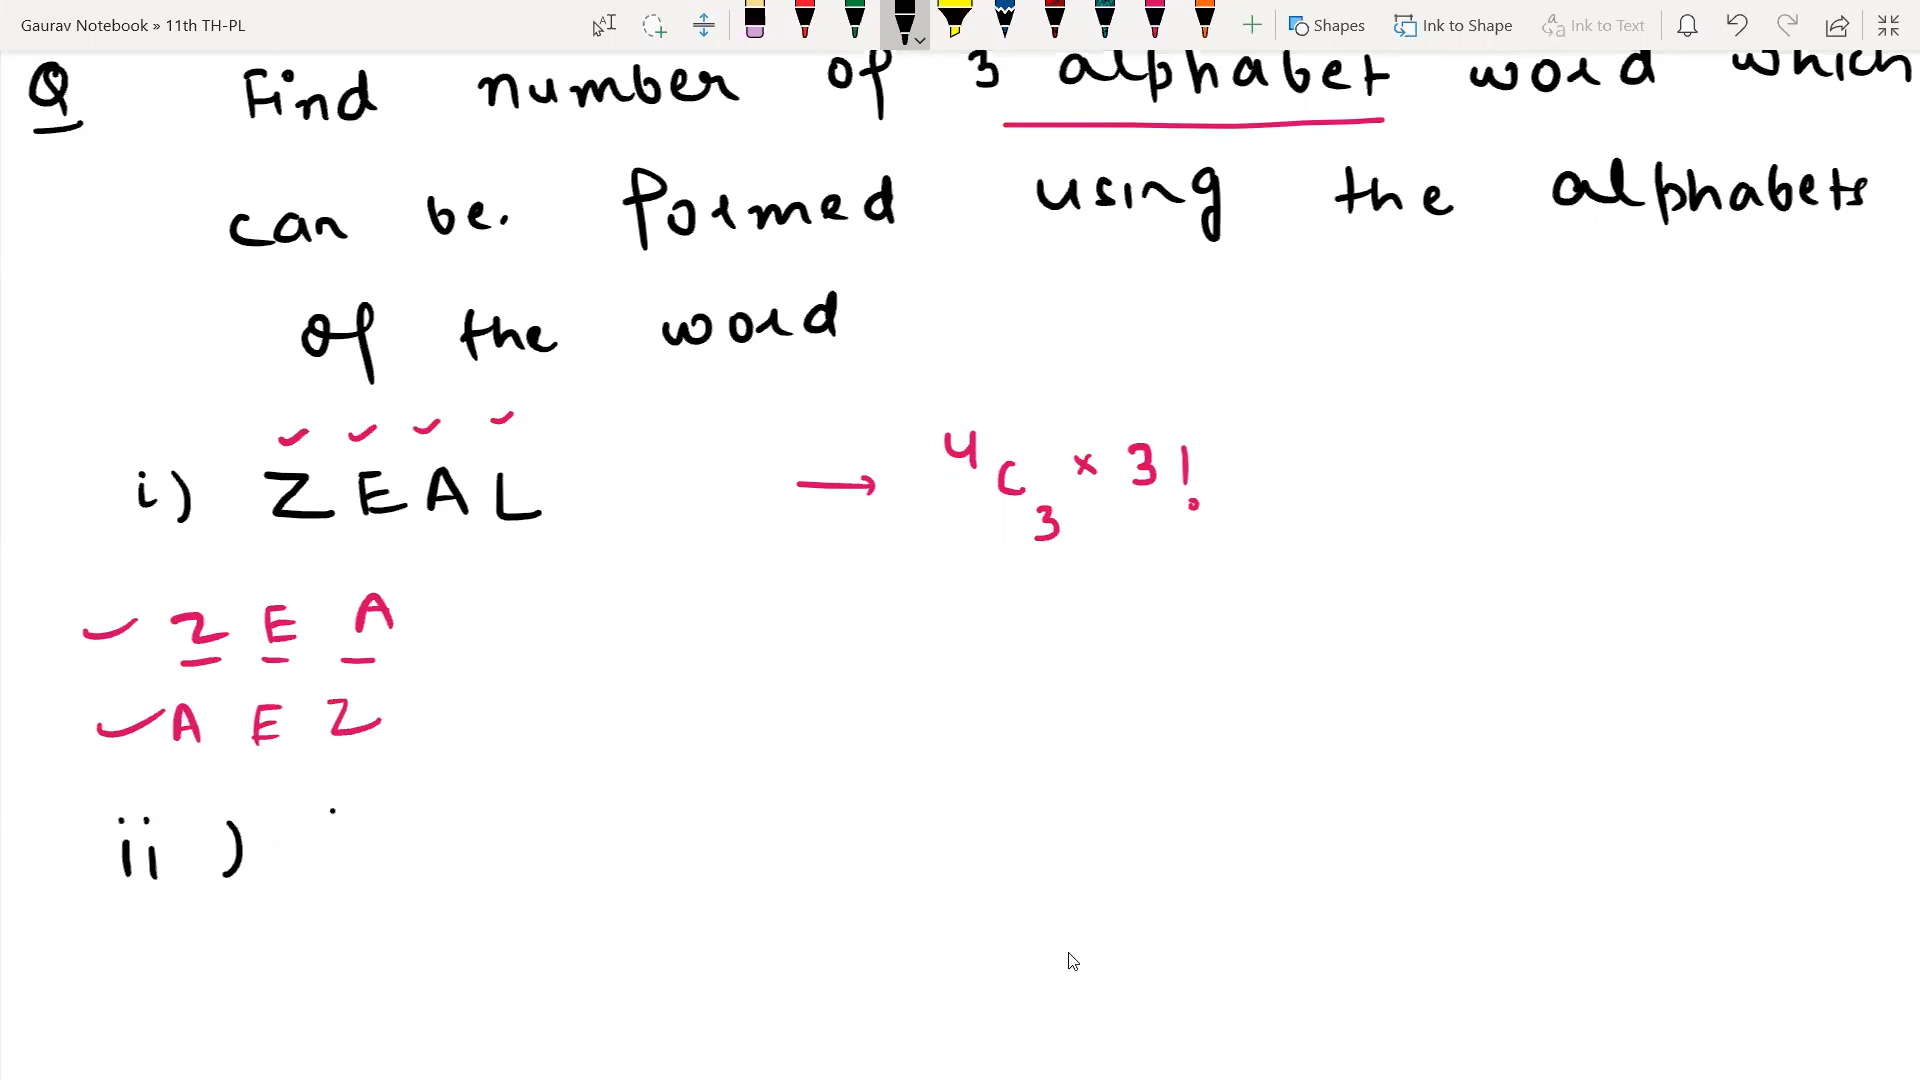 Gaurav Notebook » 11th TH-PL
Shapes Ink to Shape Ink to Text
Q Find number of 3 alphabet word which
can be. formed using the alphabets
of the word
i) ZEAL → ⁴C₃ × 3!
Z E A
A E Z
ii )